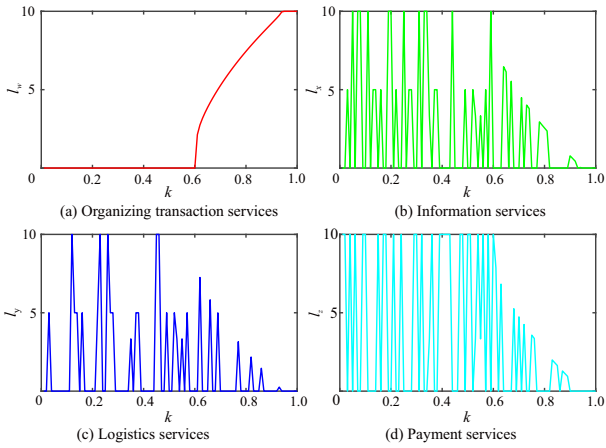 10
5
0
l_w
0 0.2 0.4 0.6 0.8 1.0
k
(a) Organizing transaction services
10
5
0
l_x
0 0.2 0.4 0.6 0.8 1.0
k
(b) Information services
10
5
0
l_y
0 0.2 0.4 0.6 0.8 1.0
k
(c) Logistics services
10
5
0
l_z
0 0.2 0.4 0.6 0.8 1.0
k
(d) Payment services